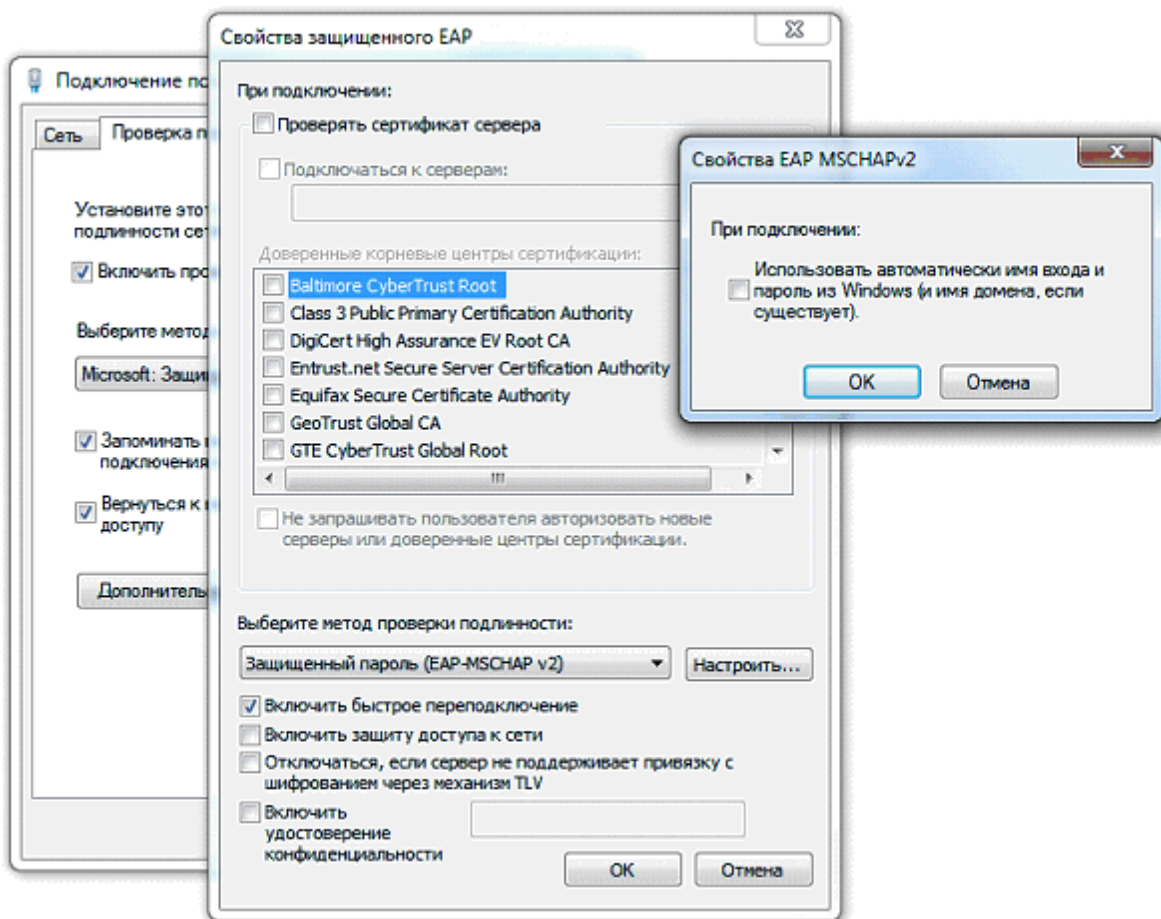 Подключение по
Сеть
Проверка п
Установите этот
подлинности сет
Включить про
Выберите метод
Microsoft: Защищ
Запоминать
подключения
Вернуться к
доступу
Дополнитель
Свойства защищенного EAP
При подключении:
Проверять сертификат сервера
Подключаться к серверам:
Доверенные корневые центры сертификации:
Baltimore CyberTrust Root
Class 3 Public Primary Certification Authority
DigiCert High Assurance EV Root CA
Entrust.net Secure Server Certification Authority
Equifax Secure Certificate Authority
GeoTrust Global CA
GTE CyberTrust Global Root
Не запрашивать пользователя авторизовать новые
серверы или доверенные центры сертификации.
Выберите метод проверки подлинности:
Защищенный пароль (EAP-MSCHAP v2)
Настроить...
Включить быстрое переподключение
Включить защиту доступа к сети
Отключаться, если сервер не поддерживает привязку с
шифрованием через механизм TLV
Включить
удостоверение
конфиденциальности
OK
Отмена
Свойства EAP MSCHAPv2
При подключении:
Использовать автоматически имя входа и
пароль из Windows (и имя домена, если
существует).
OK
Отмена